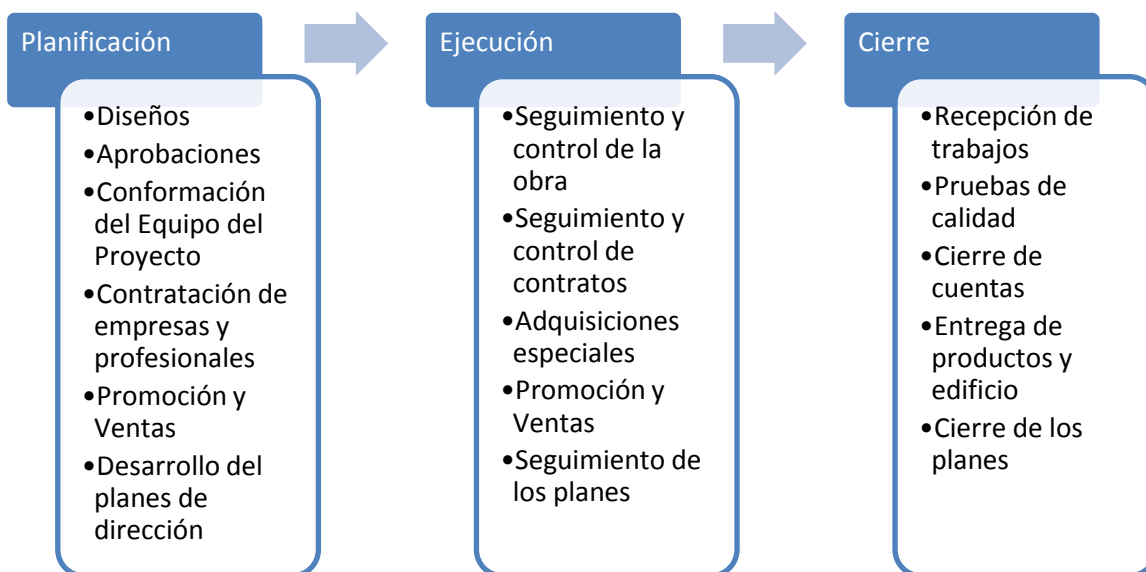 Planificación
•Diseños
•Aprobaciones
•Conformación
del Equipo del
Proyecto
•Contratación de
empresas y
profesionales
•Promoción y
Ventas
•Desarrollo del
planes de
dirección
Ejecución
•Seguimiento y
control de la
obra
•Seguimiento y
control de
contratos
•Adquisiciones
especiales
•Promoción y
Ventas
•Seguimiento de
los planes
Cierre
•Recepción de
trabajos
•Pruebas de
calidad
•Cierre de
cuentas
•Entrega de
productos y
edificio
•Cierre de los
planes